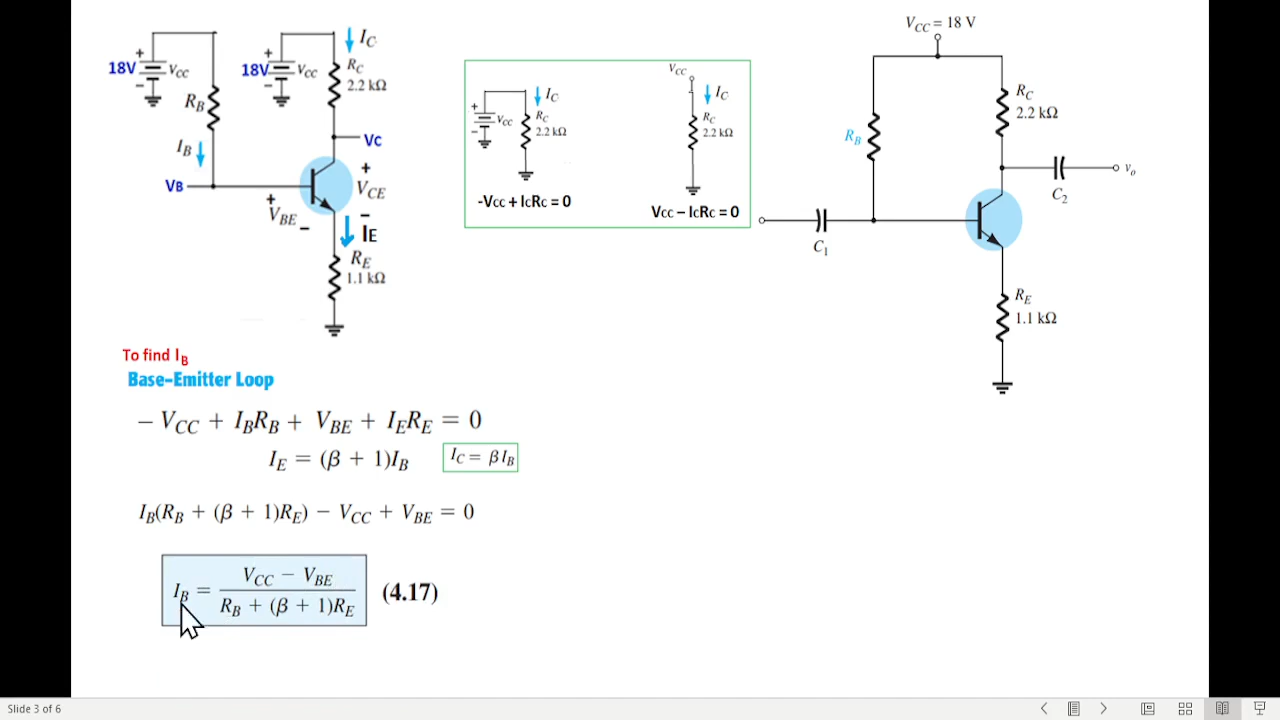 18V
+
−
VCC
RB
IB
VB
18V
+
−
VCC
IC
RC
2.2 kΩ
VC
+
VCE
−
+
VBE
−
IE
RE
1.1 kΩ
+
−
VCC
IC
RC
2.2 kΩ
-VCC + ICRC = 0
VCC
IC
RC
2.2 kΩ
VCC – ICRC = 0
VCC = 18 V
RC
2.2 kΩ
RB
vo
C2
C1
RE
1.1 kΩ
To find IB
Base–Emitter Loop
− VCC + IBRB + VBE + IERE = 0
IE = (β + 1)IB
IC = βIB
IB(RB + (β + 1)RE) − VCC + VBE = 0
IB = VCC − VBE
RB + (β + 1)RE
(4.17)
Slide 3 of 6